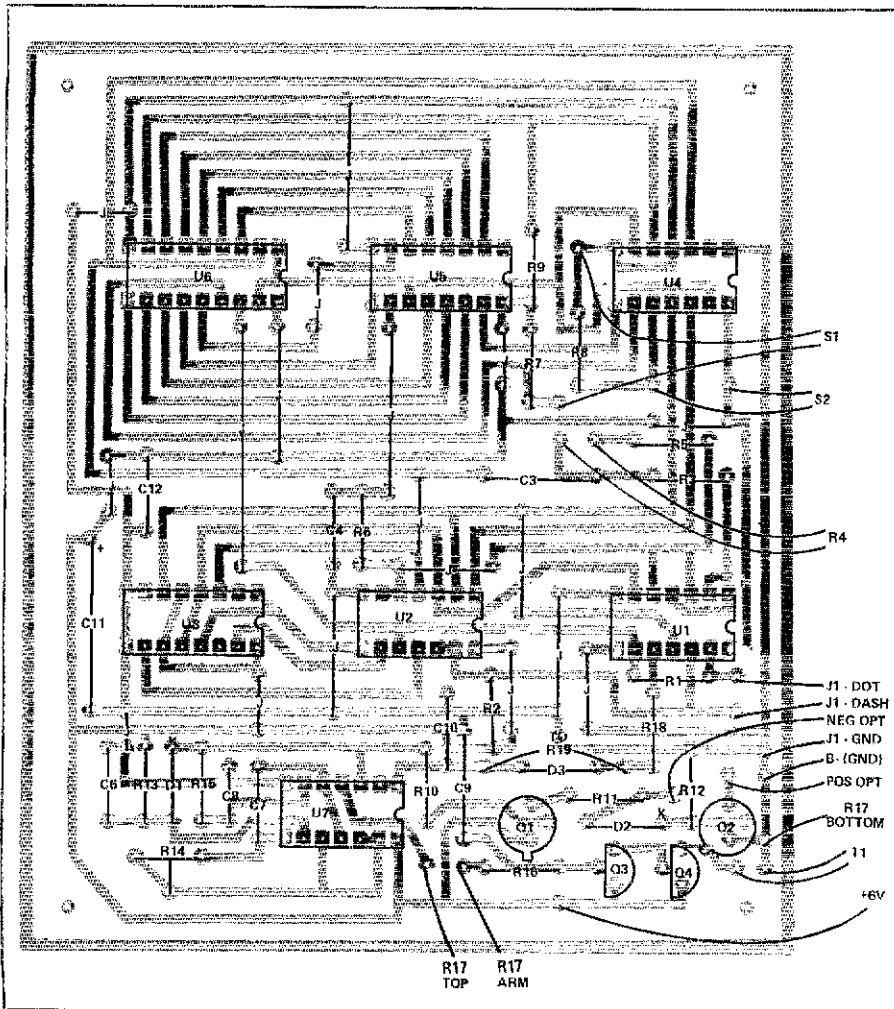 J
U6
U5
R9
U4
S1
R7
R8
S2
R5
C12
C3
R
C4
R6
R4
+
J
C11
U3
U2
U1
R1
J1 - DOT
J1 - DASH
R2
C10
R18
NEG OPT
R19
J1 - GND
D3
B- (GND)
C6
R13
D1
R15
C8
C7
R10
C9
R12
POS OPT
U7
R11
K
R17
BOTTOM
Q1
D2
Q2
R14
R16
Q3
Q4
11
+6V
R17
TOP
R17
ARM